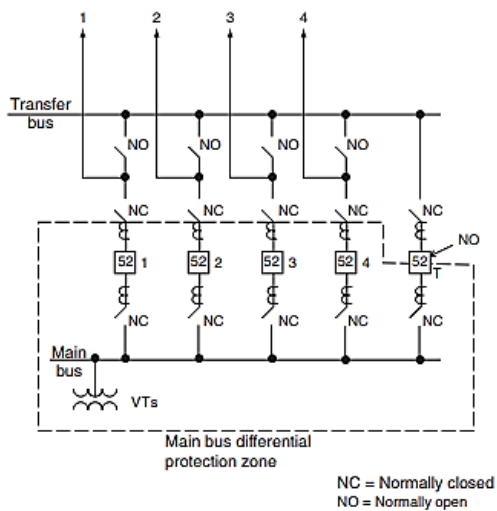 1 2 3 4
Transfer
bus
NO NO NO NO
NC NC NC NC NC
NO
52 1 52 2 52 3 52 4 52 T
NC NC NC NC NC
Main
bus
VTs
Main bus differential
protection zone
NC = Normally closed
NO = Normally open